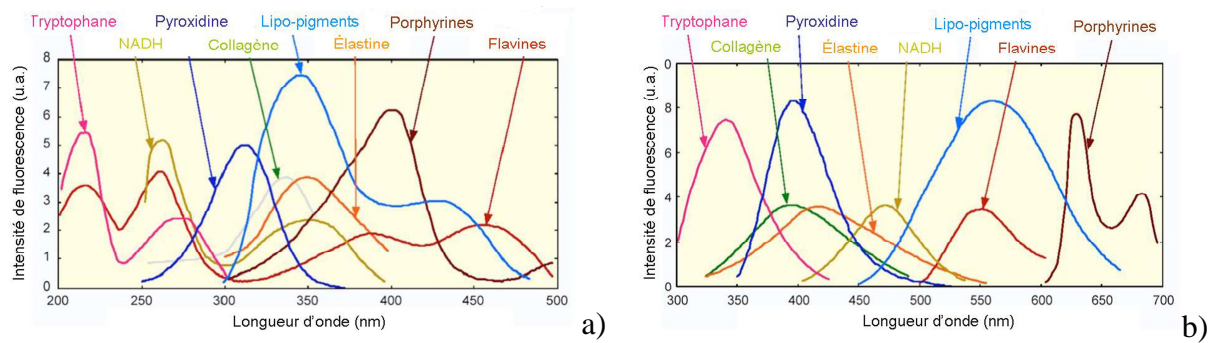 Tryptophane Pyroxidine Lipo-pigments Porphyrines
NADH Collagène Élastine Flavines
Intensité de fluorescence (u.a.)
8
7
6
5
4
3
2
1
0
200 250 300 350 400 450 500
Longueur d'onde (nm)
a)
Tryptophane Pyroxidine Lipo-pigments Porphyrines
Collagène Élastine NADH Flavines
Intensité de fluorescence (u.a.)
0
8
6
4
2
0
300 400 450 500 550 600 650 700
Longueur d'onde (nm)
b)